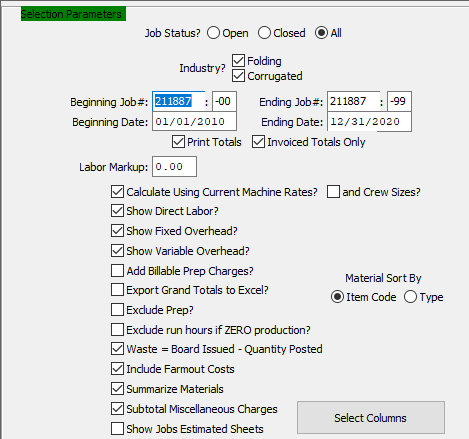 Selection Parameters
Job Status? Open Closed All
Industry? Folding
Corrugated
Beginning Job#: 211887 : -00 Ending Job#: 211887 : -99
Beginning Date: 01/01/2010 Ending Date: 12/31/2020
Print Totals Invoiced Totals Only
Labor Markup: 0.00
Calculate Using Current Machine Rates? and Crew Sizes?
Show Direct Labor?
Show Fixed Overhead?
Show Variable Overhead?
Add Billable Prep Charges?
Material Sort By
Export Grand Totals to Excel?
Item Code Type
Exclude Prep?
Exclude run hours if ZERO production?
Waste = Board Issued - Quantity Posted
Include Farmout Costs
Summarize Materials
Subtotal Miscellaneous Charges
Select Columns
Show Jobs Estimated Sheets